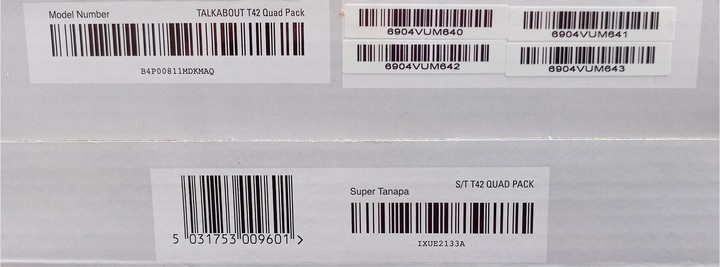 Model Number TALKABOUT T42 Quad Pack
B4P00811MDKMAQ
6904VUM640
6904VUM641
6904VUM642
6904VUM643
5 031753 009601 >
Super Tanapa S/T T42 QUAD PACK
IXUE2133A